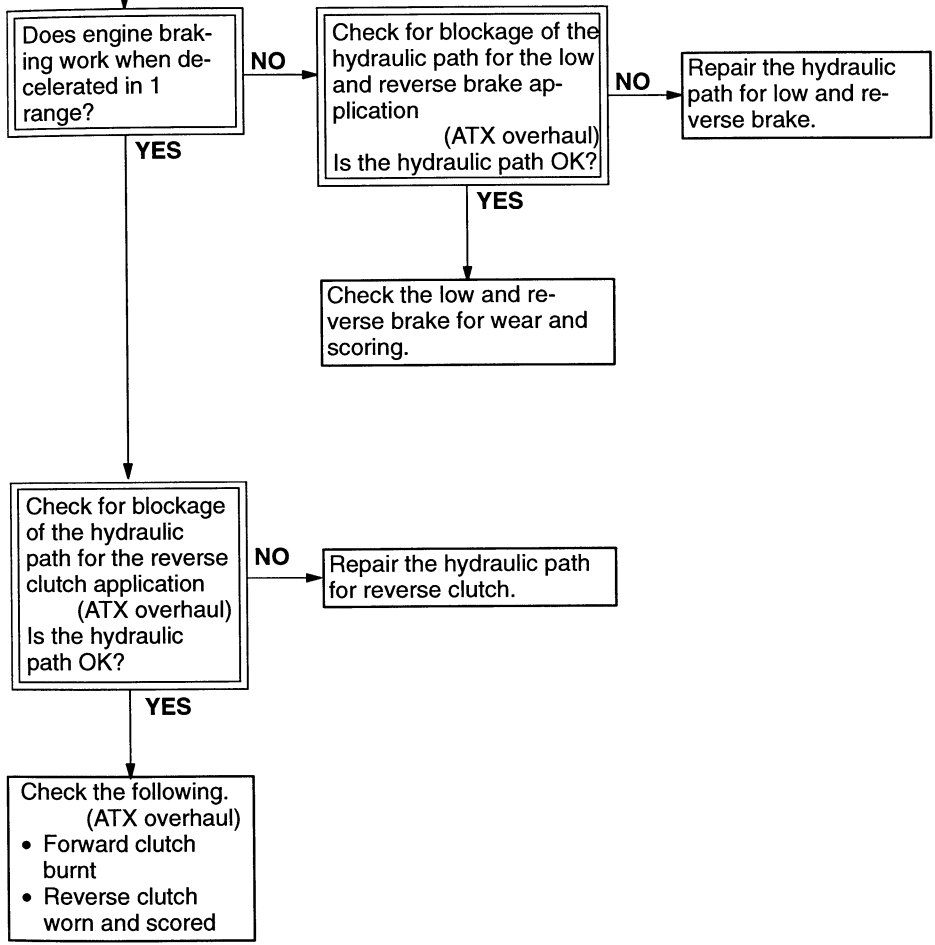 Does engine brak-
ing work when de-
celerated in 1
range?
NO
Check for blockage of the
hydraulic path for the low
and reverse brake ap-
plication
(ATX overhaul)
Is the hydraulic path OK?
NO
Repair the hydraulic
path for low and re-
verse brake.
YES
YES
Check the low and re-
verse brake for wear and
scoring.
Check for blockage
of the hydraulic
path for the reverse
clutch application
(ATX overhaul)
Is the hydraulic
path OK?
NO
Repair the hydraulic path
for reverse clutch.
YES
Check the following.
(ATX overhaul)
• Forward clutch
burnt
• Reverse clutch
worn and scored